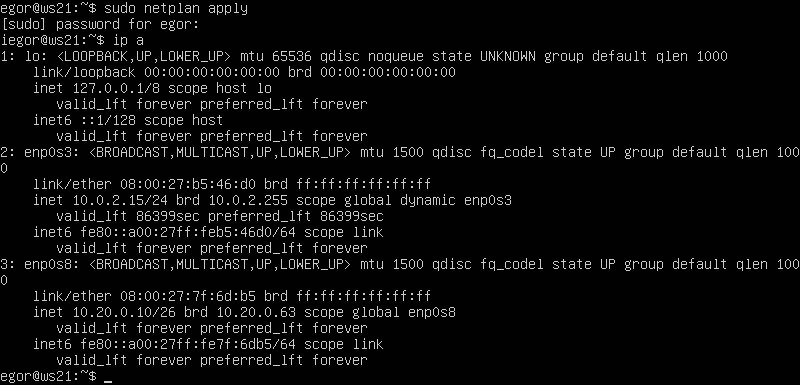 egor@ws21:~$ sudo netplan apply
[sudo] password for egor:
iegor@ws21:~$ ip a
1: lo: <LOOPBACK,UP,LOWER_UP> mtu 65536 qdisc noqueue state UNKNOWN group default qlen 1000
    link/loopback 00:00:00:00:00:00 brd 00:00:00:00:00:00
    inet 127.0.0.1/8 scope host lo
       valid_lft forever preferred_lft forever
    inet6 ::1/128 scope host
       valid_lft forever preferred_lft forever
2: enp0s3: <BROADCAST,MULTICAST,UP,LOWER_UP> mtu 1500 qdisc fq_codel state UP group default qlen 100
0
    link/ether 08:00:27:b5:46:d0 brd ff:ff:ff:ff:ff:ff
    inet 10.0.2.15/24 brd 10.0.2.255 scope global dynamic enp0s3
       valid_lft 86399sec preferred_lft 86399sec
    inet6 fe80::a00:27ff:feb5:46d0/64 scope link
       valid_lft forever preferred_lft forever
3: enp0s8: <BROADCAST,MULTICAST,UP,LOWER_UP> mtu 1500 qdisc fq_codel state UP group default qlen 100
0
    link/ether 08:00:27:7f:6d:b5 brd ff:ff:ff:ff:ff:ff
    inet 10.20.0.10/26 brd 10.20.0.63 scope global enp0s8
       valid_lft forever preferred_lft forever
    inet6 fe80::a00:27ff:fe7f:6db5/64 scope link
       valid_lft forever preferred_lft forever
egor@ws21:~$ _